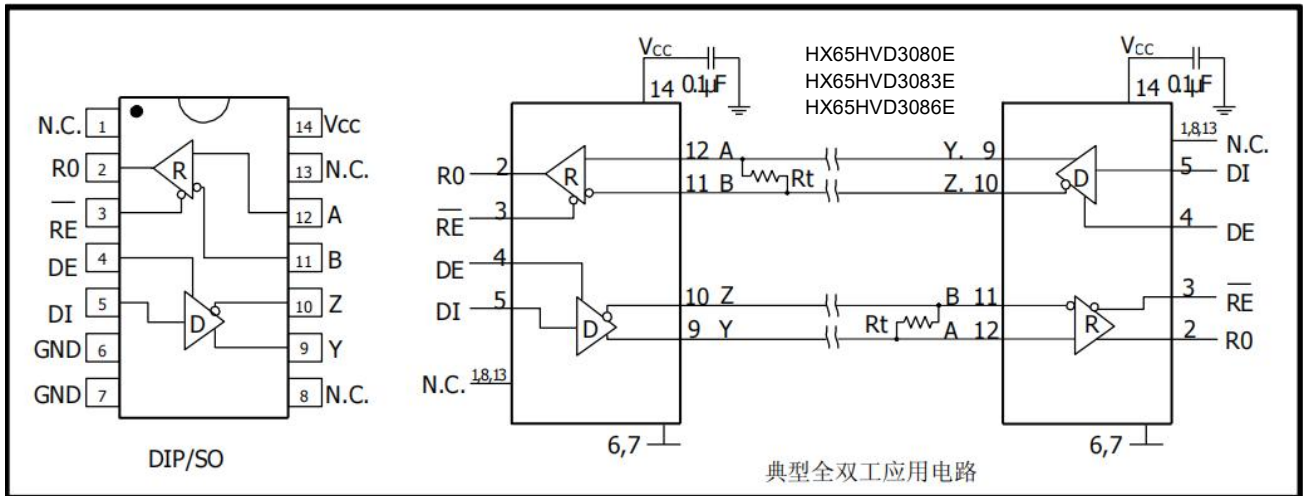 N.C. 1
R0 2
RE 3
DE 4
DI 5
GND 6
GND 7
14 Vcc
13 N.C.
12 A
11 B
10 Z
9 Y
8 N.C.
R
D
DIP/SO
HX65HVD3080E
HX65HVD3083E
HX65HVD3086E
VCC
14 0.1μF
R0 2
RE 3
DE 4
DI 5
N.C. 1,8,13
R
D
12 A
11 B
Rt
10 Z
9 Y
6,7
VCC
14 0.1μF
Y. 9
Z. 10
B 11
Rt
A 12
D
R
1,8,13 N.C.
5 DI
4 DE
3 RE
2 R0
6,7
典型全双工应用电路